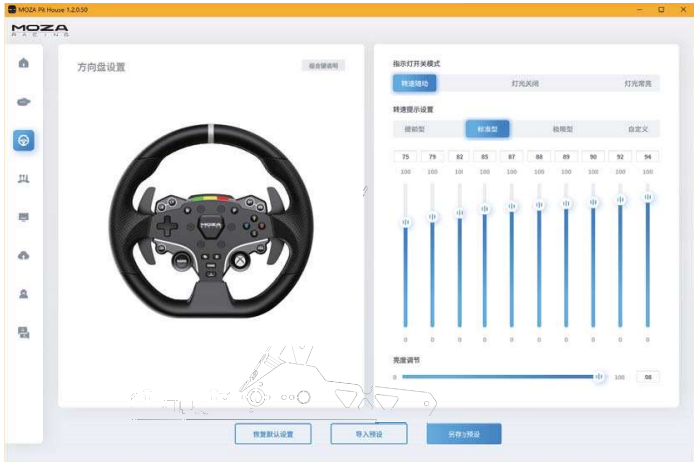 MOZA Pit House 1.2.0.50
MOZA
RACING
方向盘设置
组合键说明
指示灯开关模式
转速随动 灯光关闭 灯光常亮
转速提示设置
提前型 标准型 极限型 自定义
75 79 82 85 87 88 89 90 92 94
100 100 100 100 100 100 100 100 100
0 0 0 0 0 0 0 0 0 0
亮度调节
0 100 98
恢复默认设置 导入预设 另存为预设